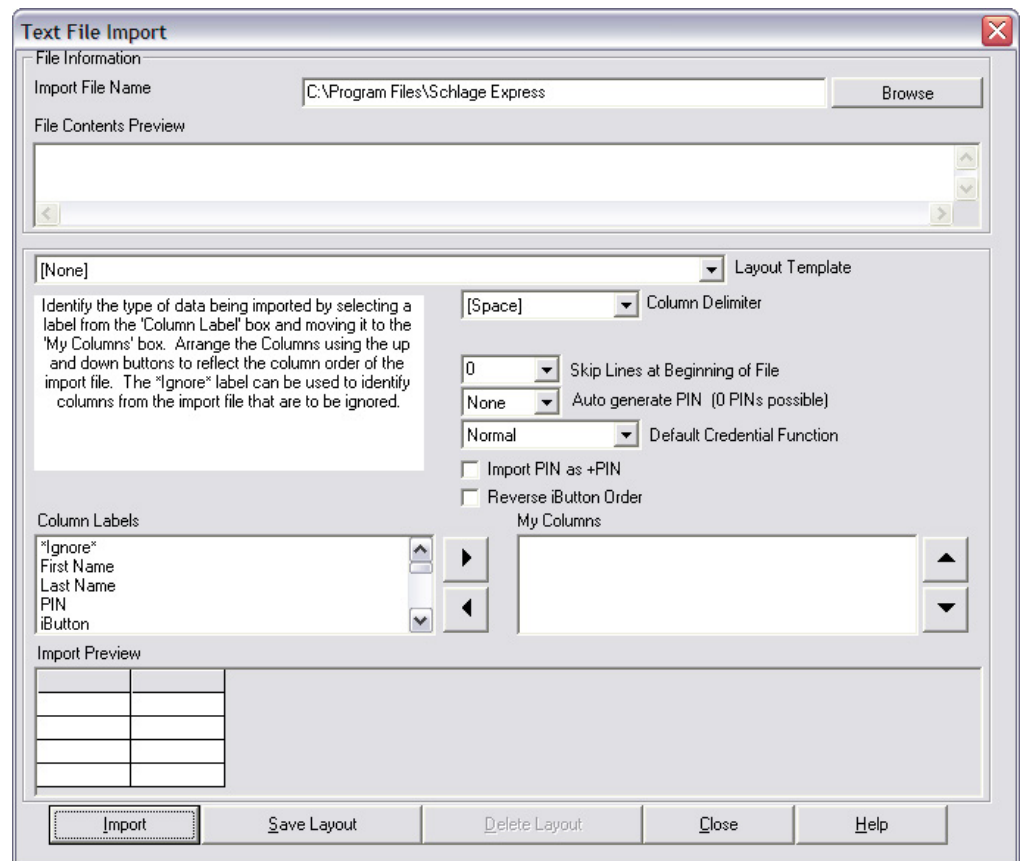 Text File Import
File Information
Import File Name
C:\Program Files\Schlage Express
Browse
File Contents Preview
[None]
Layout Template
Identify the type of data being imported by selecting a
label from the 'Column Label' box and moving it to the
'My Columns' box.  Arrange the Columns using the up
and down buttons to reflect the column order of the
import file.  The *Ignore* label can be used to identify
columns from the import file that are to be ignored.
[Space]
Column Delimiter
0
Skip Lines at Beginning of File
None
Auto generate PIN  (0 PINs possible)
Normal
Default Credential Function
Import PIN as +PIN
Reverse iButton Order
Column Labels
My Columns
*Ignore*
First Name
Last Name
PIN
iButton
Import Preview
Import
Save Layout
Delete Layout
Close
Help